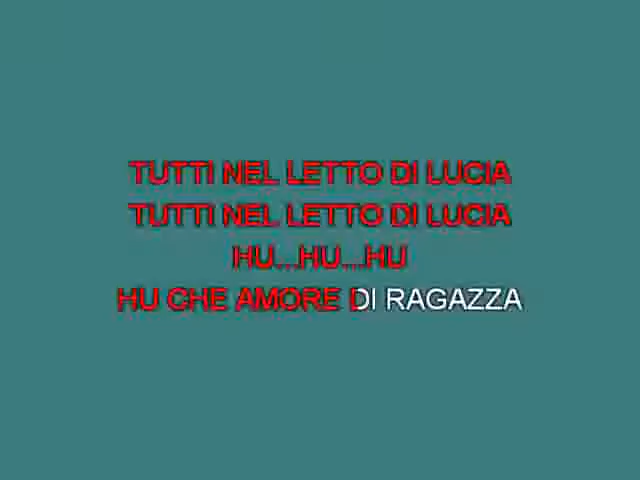 TUTTI NEL LETTO DI LUCIA
TUTTI NEL LETTO DI LUCIA
HU...HU...HU
HU CHE AMORE DI RAGAZZA